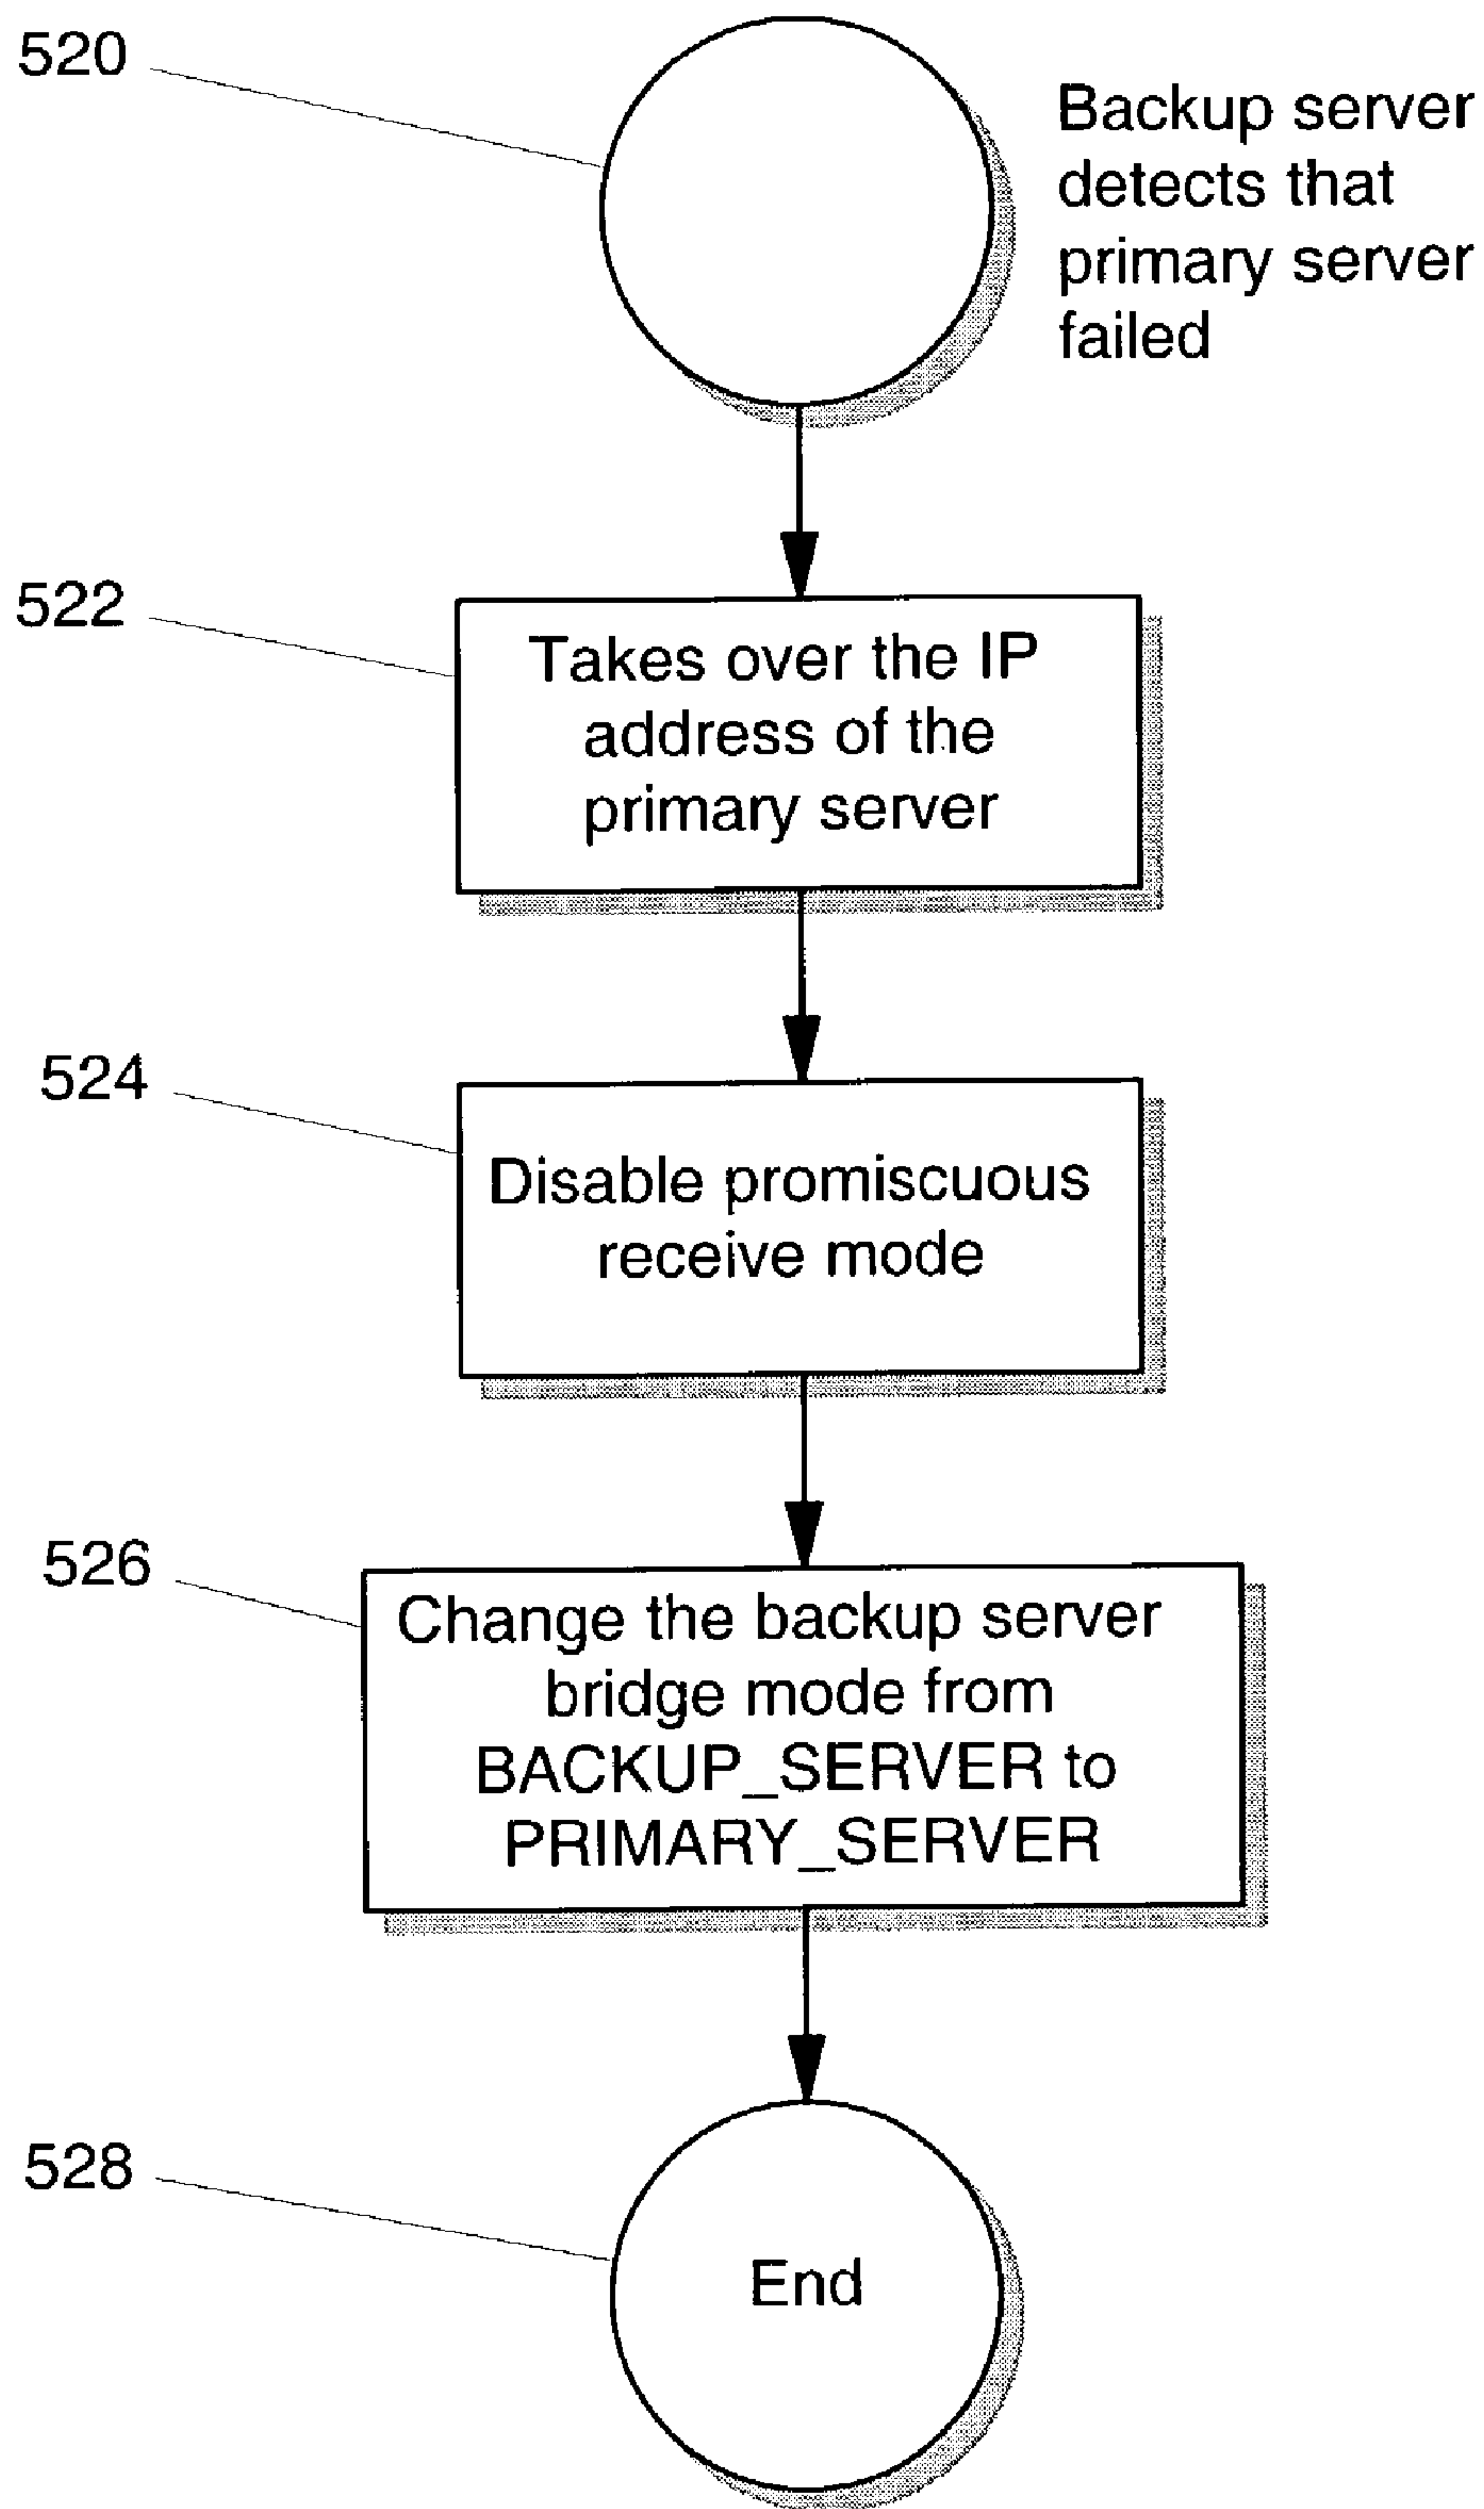 520
Backup server
detects that
primary server
failed
522
Takes over the IP
address of the
primary server
524
Disable promiscuous
receive mode
526
Change the backup server
bridge mode from
BACKUP_SERVER to
PRIMARY_SERVER
528
End